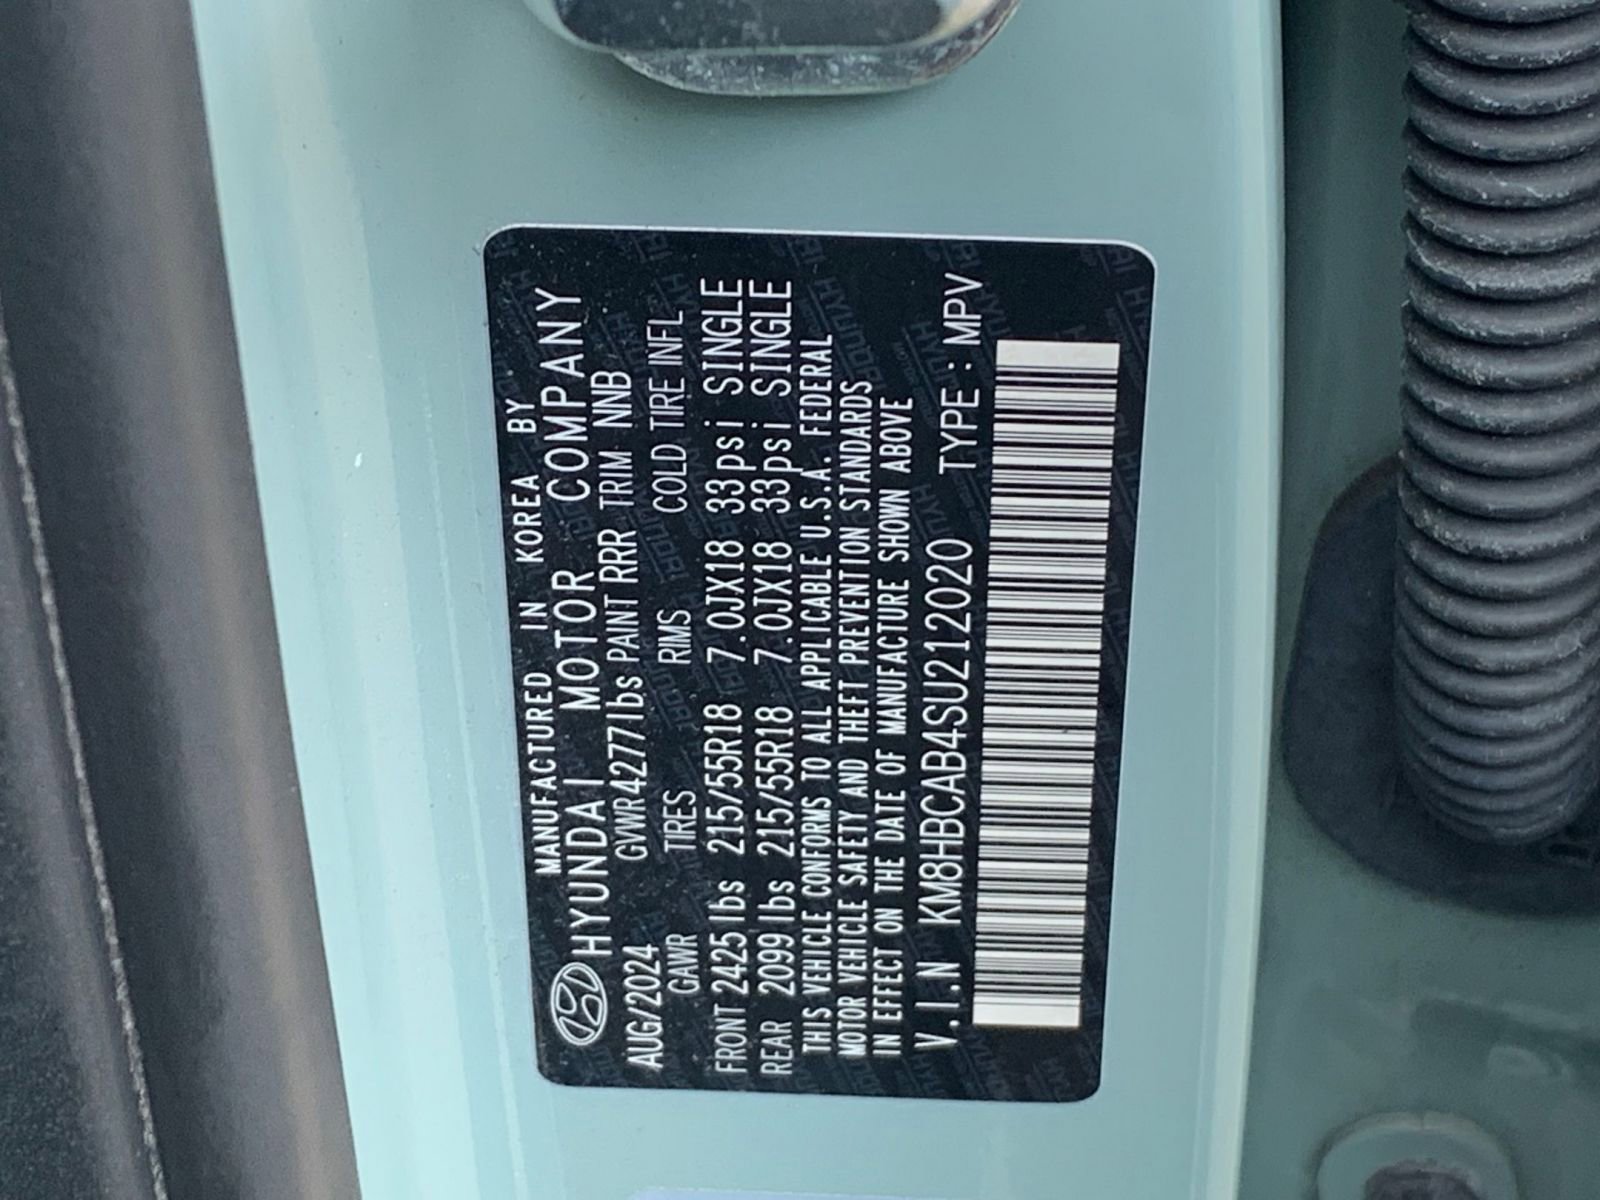 MANUFACTURED IN KOREA BY
HYUNDAI MOTOR COMPANY
AUG/2024 GVWR4277lbs PAINT RRR TRIM NNB
GAWR TIRES RIMS COLD TIRE INFL
FRONT 2425lbs 215/55R18 7.0JX18 33psi SINGLE
REAR 2099lbs 215/55R18 7.0JX18 33psi SINGLE
THIS VEHICLE CONFORMS TO ALL APPLICABLE U.S.A. FEDERAL
MOTOR VEHICLE SAFETY AND THEFT PREVENTION STANDARDS
IN EFFECT ON THE DATE OF MANUFACTURE SHOWN ABOVE
V.I.N KM8HBCAB4SU212020 TYPE : MPV